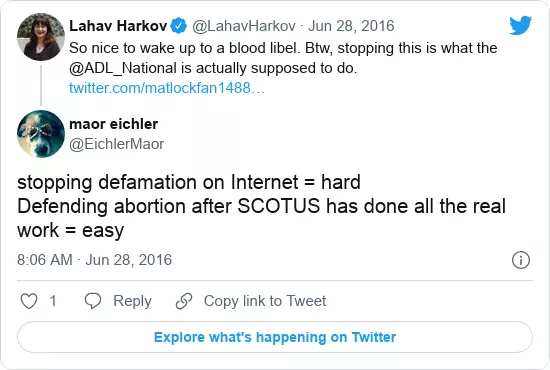 Lahav Harkov @LahavHarkov · Jun 28, 2016
So nice to wake up to a blood libel. Btw, stopping this is what the
@ADL_National is actually supposed to do.
twitter.com/matlockfan1488…
maor eichler
@EichlerMaor
stopping defamation on Internet = hard
Defending abortion after SCOTUS has done all the real
work = easy
8:06 AM · Jun 28, 2016
1 Reply Copy link to Tweet
Explore what's happening on Twitter